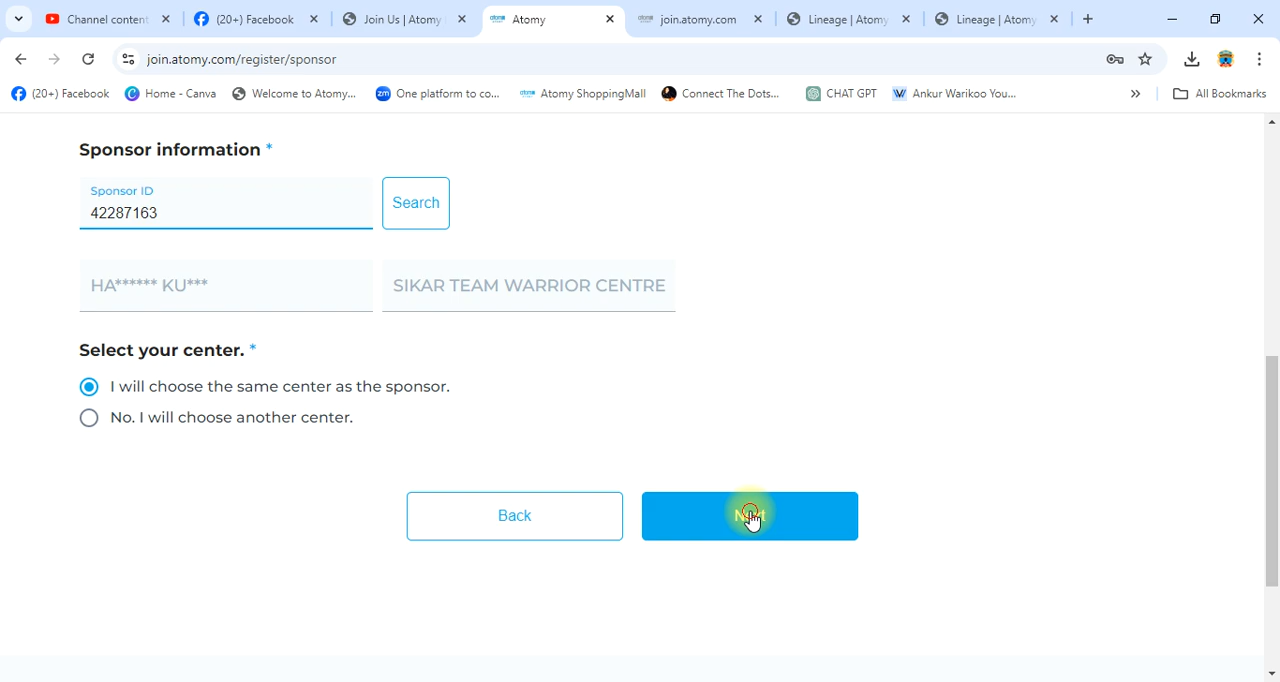 Channel content
(20+) Facebook
Join Us | Atomy
Atomy
join.atomy.com
Lineage | Atomy
Lineage | Atomy
join.atomy.com/register/sponsor
(20+) Facebook
Home - Canva
Welcome to Atomy...
One platform to co...
Atomy ShoppingMall
Connect The Dots...
CHAT GPT
Ankur Warikoo You...
»
All Bookmarks
Sponsor information *
Sponsor ID
42287163
Search
HA****** KU***
SIKAR TEAM WARRIOR CENTRE
Select your center. *
I will choose the same center as the sponsor.
No. I will choose another center.
Back
Next